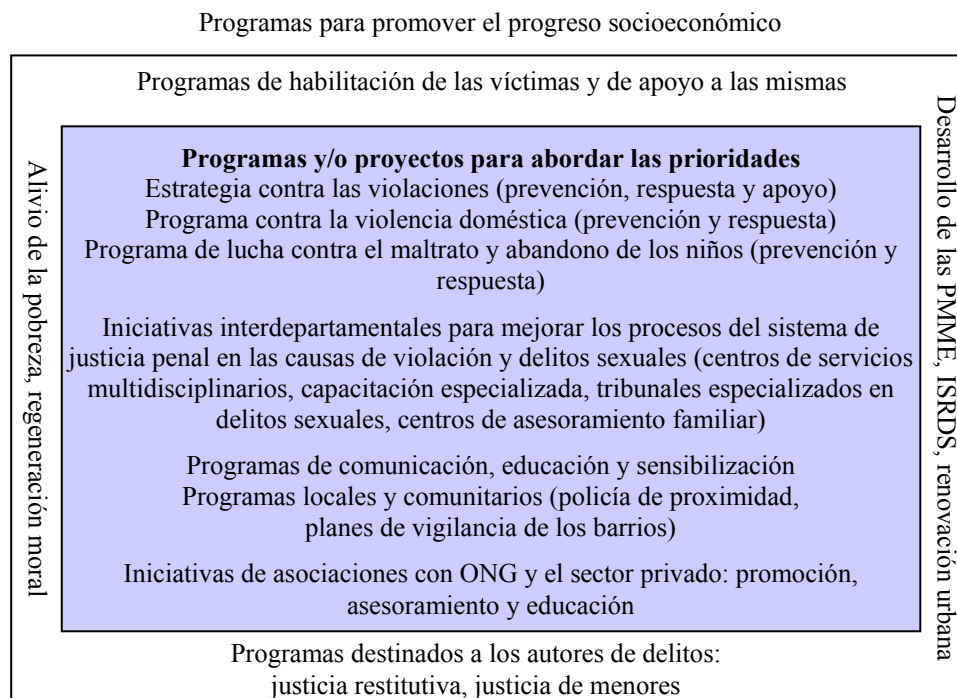 Programas para promover el progreso socioeconómico
Programas de habilitación de las víctimas y de apoyo a las mismas
Alivio de la pobreza, regeneración moral
Programas y/o proyectos para abordar las prioridades
Estrategia contra las violaciones (prevención, respuesta y apoyo)
Programa contra la violencia doméstica (prevención y respuesta)
Programa de lucha contra el maltrato y abandono de los niños (prevención y
respuesta)
Iniciativas interdepartamentales para mejorar los procesos del sistema de
justicia penal en las causas de violación y delitos sexuales (centros de servicios
multidisciplinarios, capacitación especializada, tribunales especializados en
delitos sexuales, centros de asesoramiento familiar)
Programas de comunicación, educación y sensibilización
Programas locales y comunitarios (policía de proximidad,
planes de vigilancia de los barrios)
Iniciativas de asociaciones con ONG y el sector privado: promoción,
asesoramiento y educación
Desarrollo de las PMME, ISRDS, renovación urbana
Programas destinados a los autores de delitos:
justicia restitutiva, justicia de menores